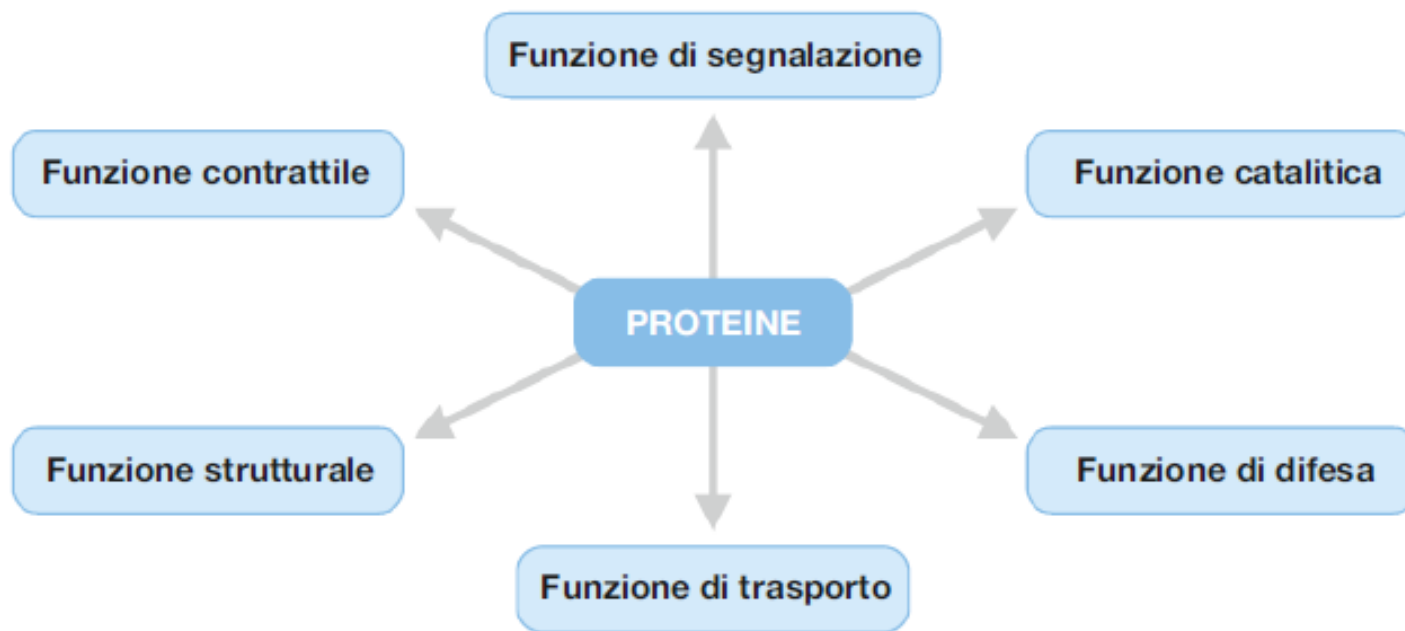 Funzione di segnalazione
Funzione contrattile
Funzione catalitica
PROTEINE
Funzione strutturale
Funzione di difesa
Funzione di trasporto